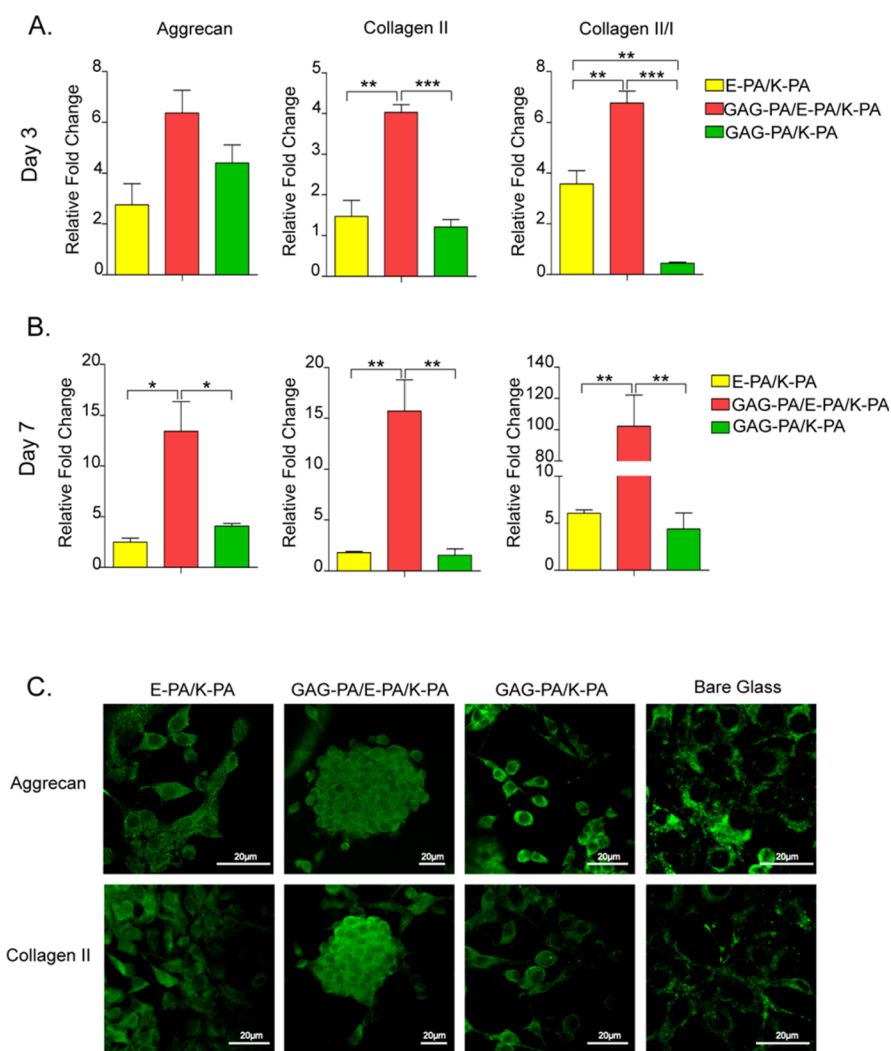 A.
Aggrecan
Collagen II
Collagen II/I
Day 3
Relative Fold Change
8
6
4
2
0
Relative Fold Change
5
4
3
2
1
0
**
***
Relative Fold Change
8
6
4
2
0
**
**
***
E-PA/K-PA
GAG-PA/E-PA/K-PA
GAG-PA/K-PA
B.
Day 7
Relative Fold Change
20
15
10
5
0
*
*
Relative Fold Change
20
15
10
5
0
**
**
Relative Fold Change
140
120
100
80
10
5
0
**
**
E-PA/K-PA
GAG-PA/E-PA/K-PA
GAG-PA/K-PA
C.
E-PA/K-PA
GAG-PA/E-PA/K-PA
GAG-PA/K-PA
Bare Glass
Aggrecan
20µm
20µm
20µm
20µm
Collagen II
20µm
20µm
20µm
20µm